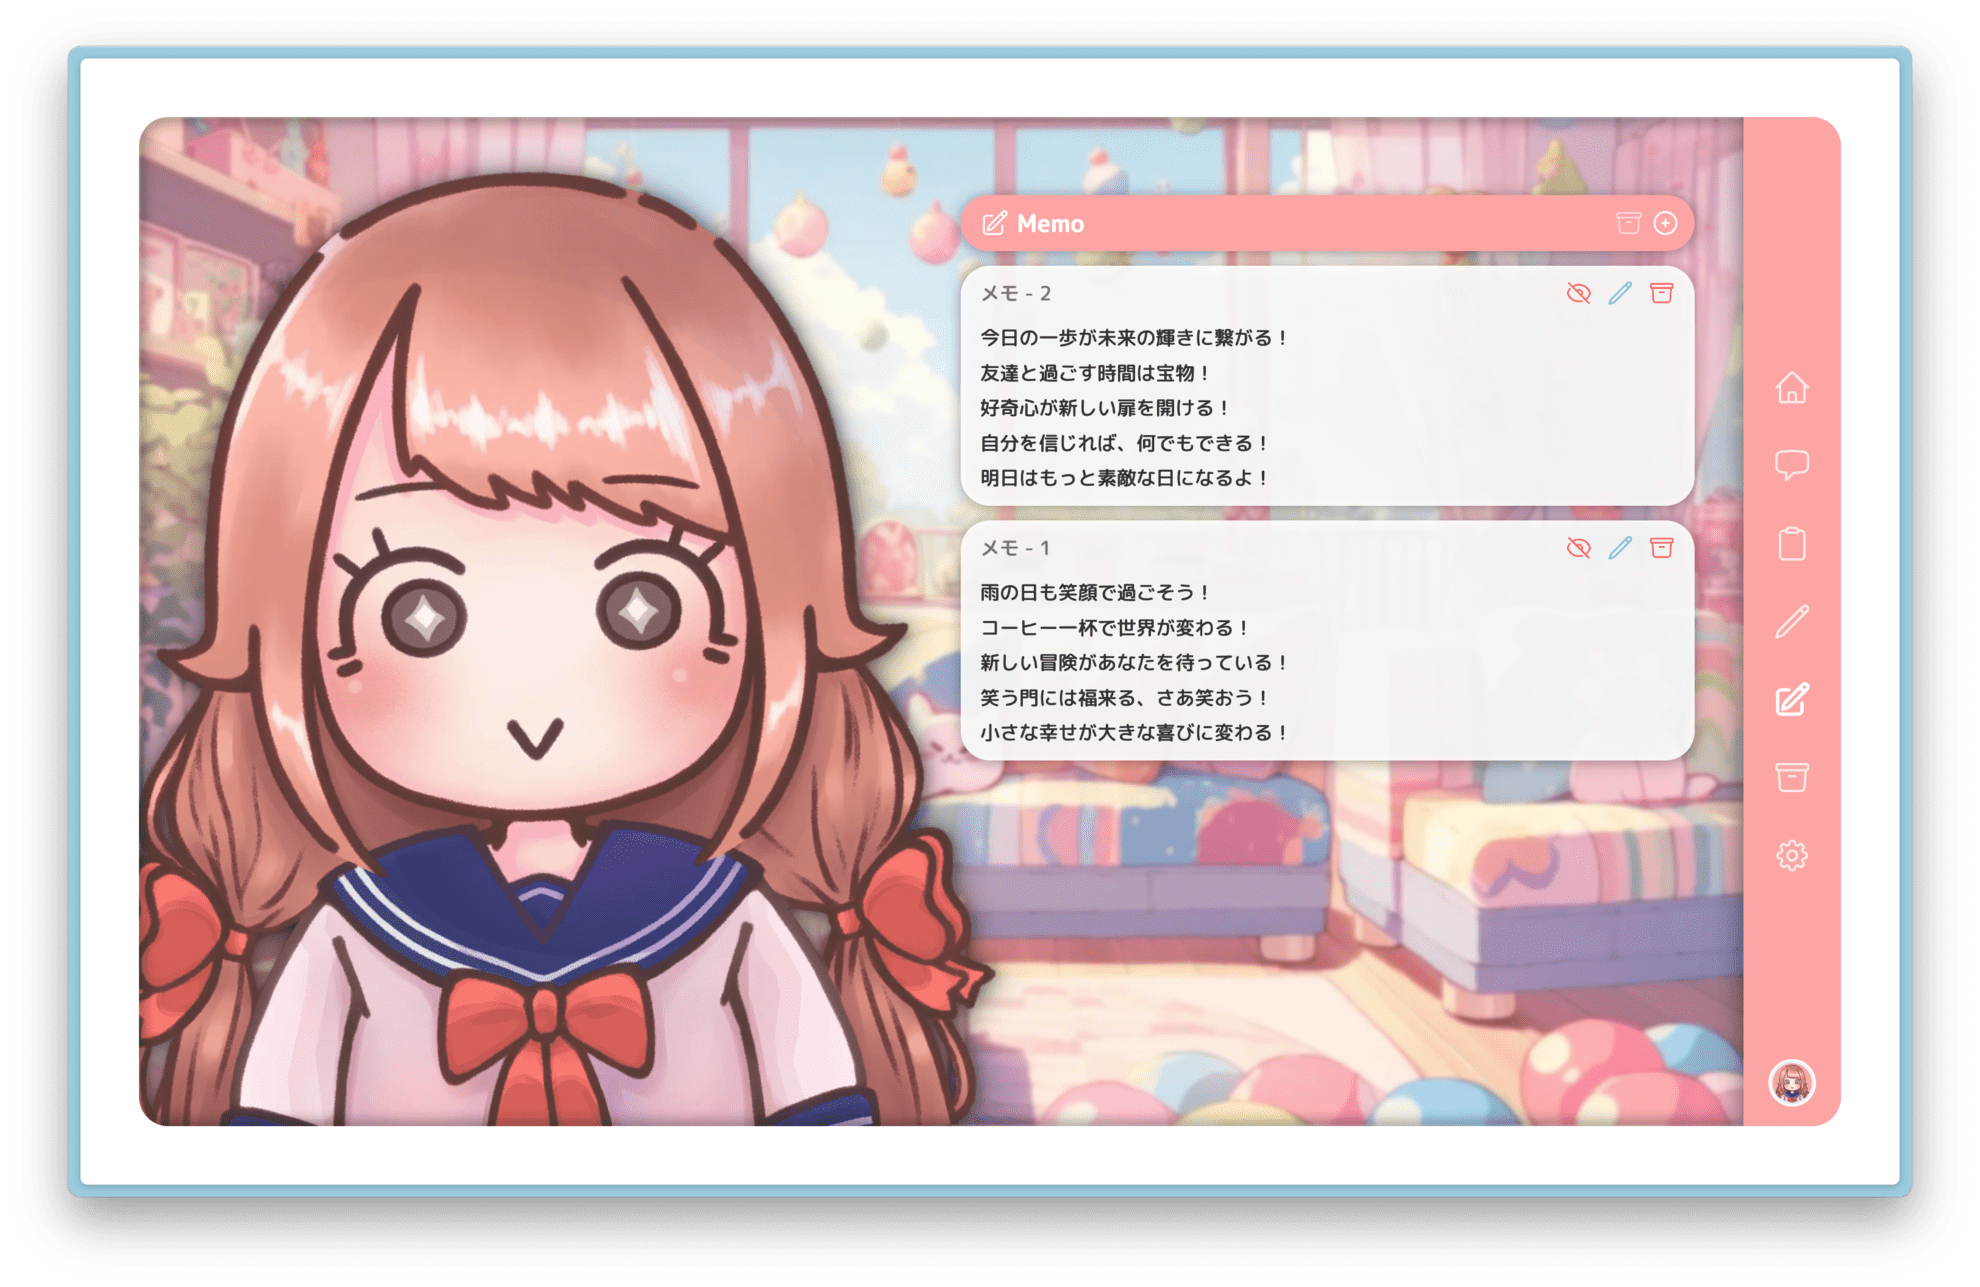 Memo
メモ - 2
今日の一歩が未来の輝きに繋がる！
友達と過ごす時間は宝物！
好奇心が新しい扉を開ける！
自分を信じれば、何でもできる！
明日はもっと素敵な日になるよ！
メモ - 1
雨の日も笑顔で過ごそう！
コーヒー一杯で世界が変わる！
新しい冒険があなたを待っている！
笑う門には福来る、さあ笑おう！
小さな幸せが大きな喜びに変わる！